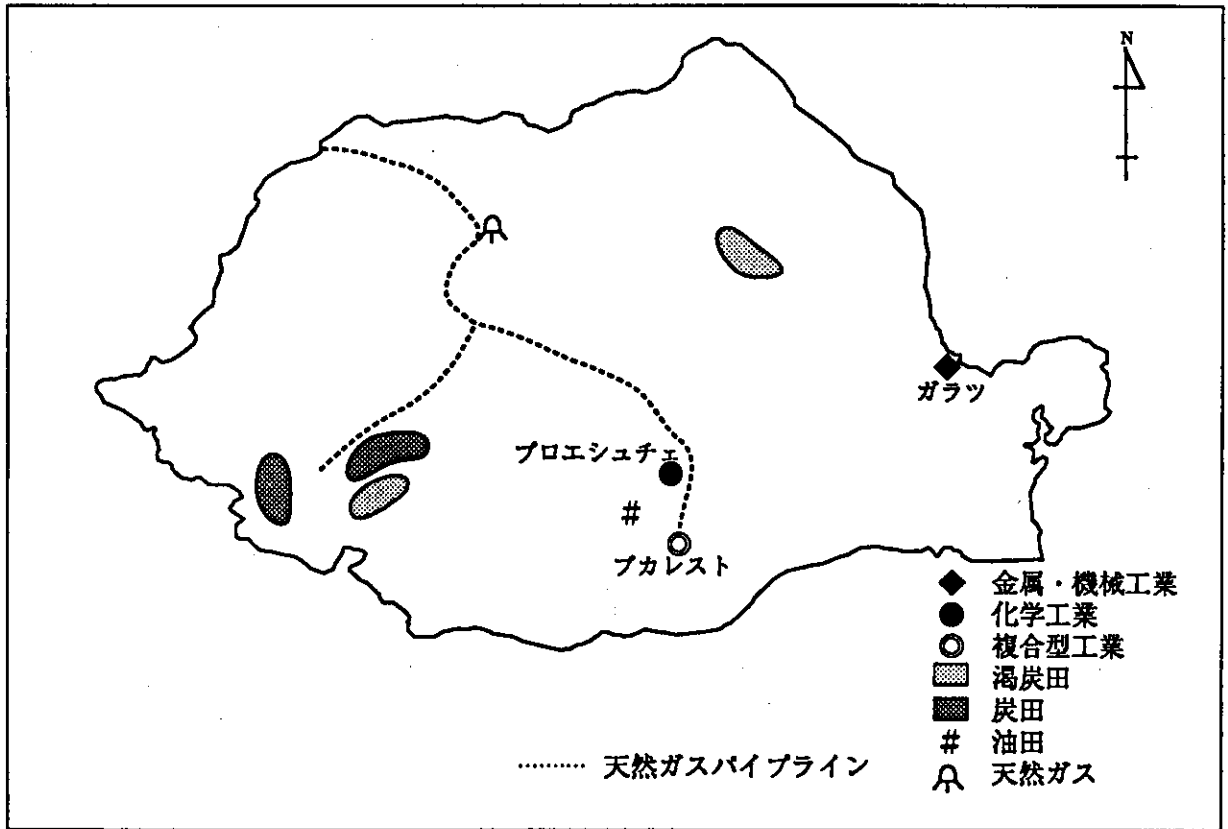 N
ガラツ
プロエシュチェ
#
ブカレスト
金属・機械工業
化学工業
複合型工業
渇炭田
炭田
# 油田
天然ガス
天然ガスパイプライン